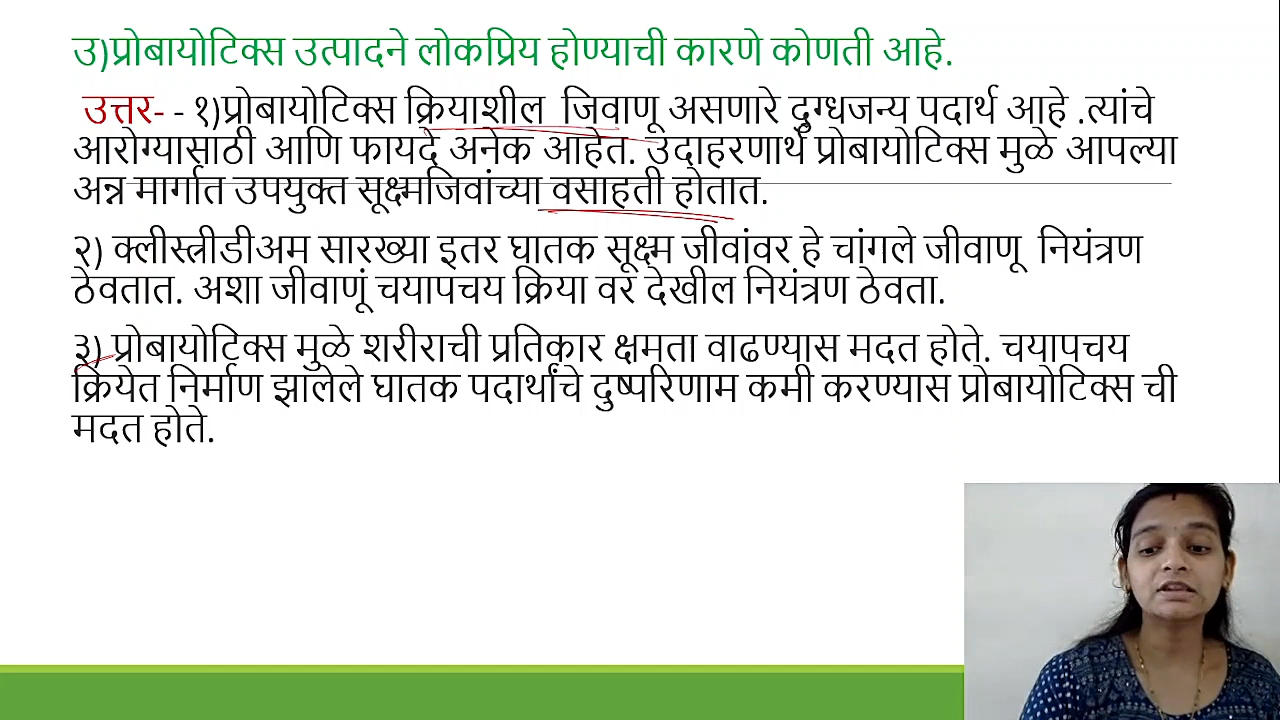 उ)प्रोबायोटिक्स उत्पादने लोकप्रिय होण्याची कारणे कोणती आहे.
उत्तर- - १)प्रोबायोटिक्स क्रियाशील जिवाणू असणारे दुग्धजन्य पदार्थ आहे .त्यांचे
आरोग्यासाठी आणि फायदे अनेक आहेत. उदाहरणार्थ प्रोबायोटिक्स मुळे आपल्या
अन्न मार्गात उपयुक्त सूक्ष्मजिवांच्या वसाहती होतात.
२) क्लीस्त्रीडीअम सारख्या इतर घातक सूक्ष्म जीवांवर हे चांगले जीवाणू नियंत्रण
ठेवतात. अशा जीवाणूं चयापचय क्रिया वर देखील नियंत्रण ठेवता.
३) प्रोबायोटिक्स मुळे शरीराची प्रतिकार क्षमता वाढण्यास मदत होते. चयापचय
क्रियेत निर्माण झालेले घातक पदार्थांचे दुष्परिणाम कमी करण्यास प्रोबायोटिक्स ची
मदत होते.